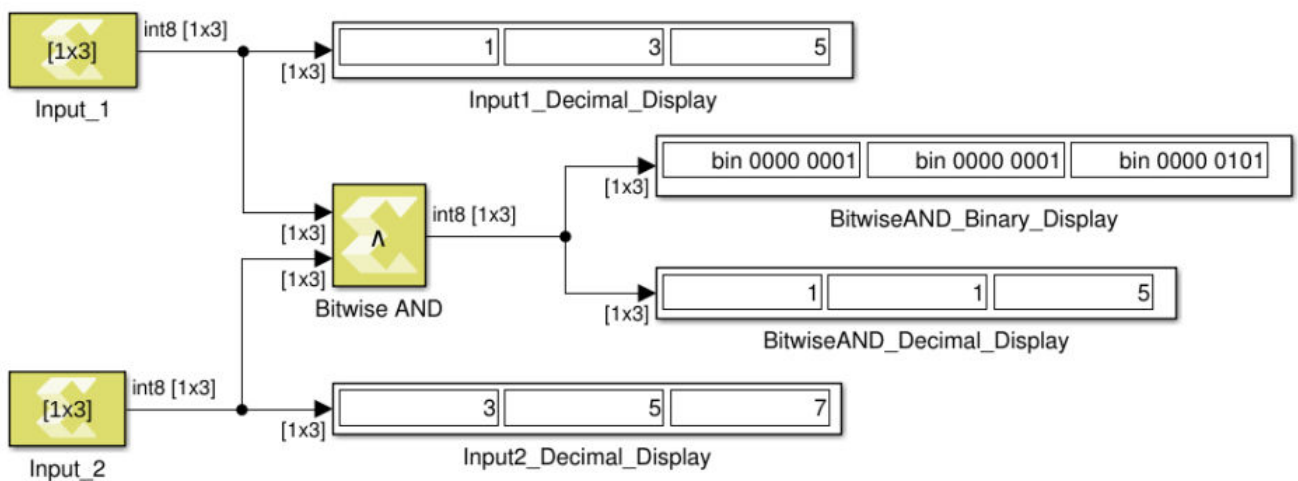 int8 [1x3]
[1x3]
1 3 5
[1x3]
Input_1
Input1_Decimal_Display
bin 0000 0001 bin 0000 0001 bin 0000 0101
[1x3]
BitwiseAND_Binary_Display
int8 [1x3]
[1x3]
∧
[1x3]
Bitwise AND
1 1 5
[1x3]
BitwiseAND_Decimal_Display
int8 [1x3]
[1x3]
3 5 7
[1x3]
Input_2
Input2_Decimal_Display